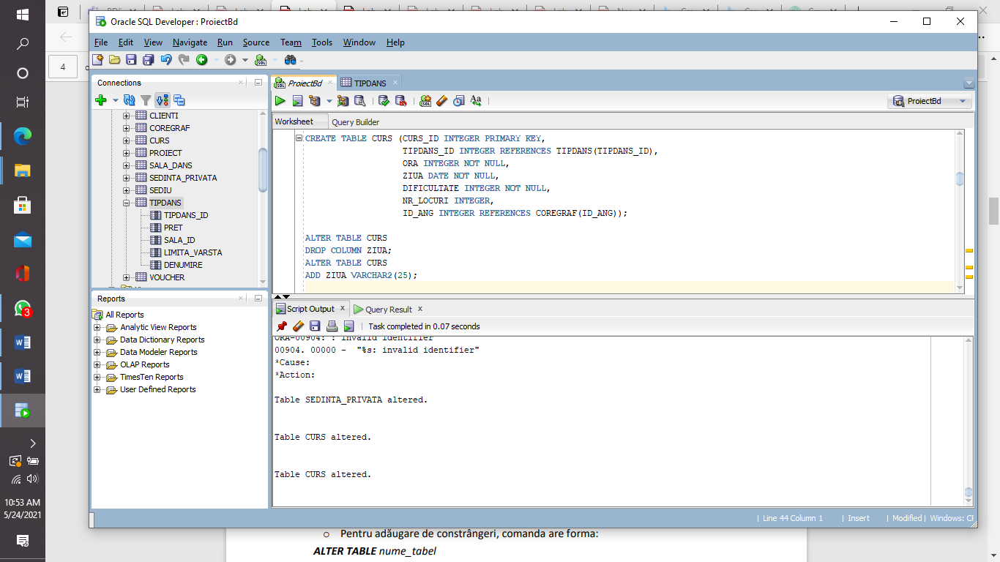 Oracle SQL Developer : ProiectBd
File Edit View Navigate Run Source Team Tools Window Help
4
Connections
CLIENTI
COREGRAF
CURS
PROIECT
SALA_DANS
SEDINTA_PRIVATA
SEDIU
TIPDANS
TIPDANS_ID
PRET
SALA_ID
LIMITA_VARSTA
DENUMIRE
VOUCHER
Reports
All Reports
Analytic View Reports
Data Dictionary Reports
Data Modeler Reports
OLAP Reports
TimesTen Reports
User Defined Reports
ProiectBd TIPDANS
ProiectBd
Worksheet Query Builder
CREATE TABLE CURS (CURS_ID INTEGER PRIMARY KEY,
TIPDANS_ID INTEGER REFERENCES TIPDANS(TIPDANS_ID),
ORA INTEGER NOT NULL,
ZIUA DATE NOT NULL,
DIFICULTATE INTEGER NOT NULL,
NR_LOCURI INTEGER,
ID_ANG INTEGER REFERENCES COREGRAF(ID_ANG));
ALTER TABLE CURS
DROP COLUMN ZIUA;
ALTER TABLE CURS
ADD ZIUA VARCHAR2(25);
Script Output Query Result
Task completed in 0.07 seconds
ORA-00904: : invalid identifier
00904. 00000 - "%s: invalid identifier"
*Cause:
*Action:
Table SEDINTA_PRIVATA altered.
Table CURS altered.
Table CURS altered.
Line 44 Column 1 | Insert | Modified | Windows: CF
3
10:53 AM
5/24/2021
o Pentru adăugare de constrângeri, comanda are forma:
ALTER TABLE nume_tabel